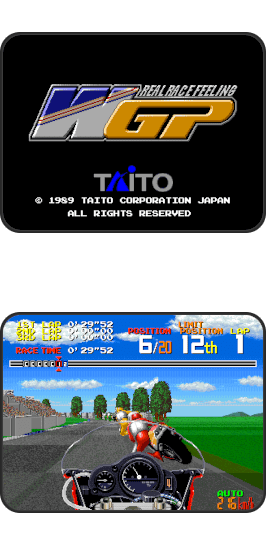 REAL RACE FEELING
WGP
TAITO
© 1989 TAITO CORPORATION JAPAN
ALL RIGHTS RESERVED
1ST LAP 0'29"52
2ND LAP 0'00"00
3RD LAP 0'00"00
RACE TIME 0'29"52
POSITION
6/20
LIMIT
POSITION
12th
LAP
1
AUTO
216km/h